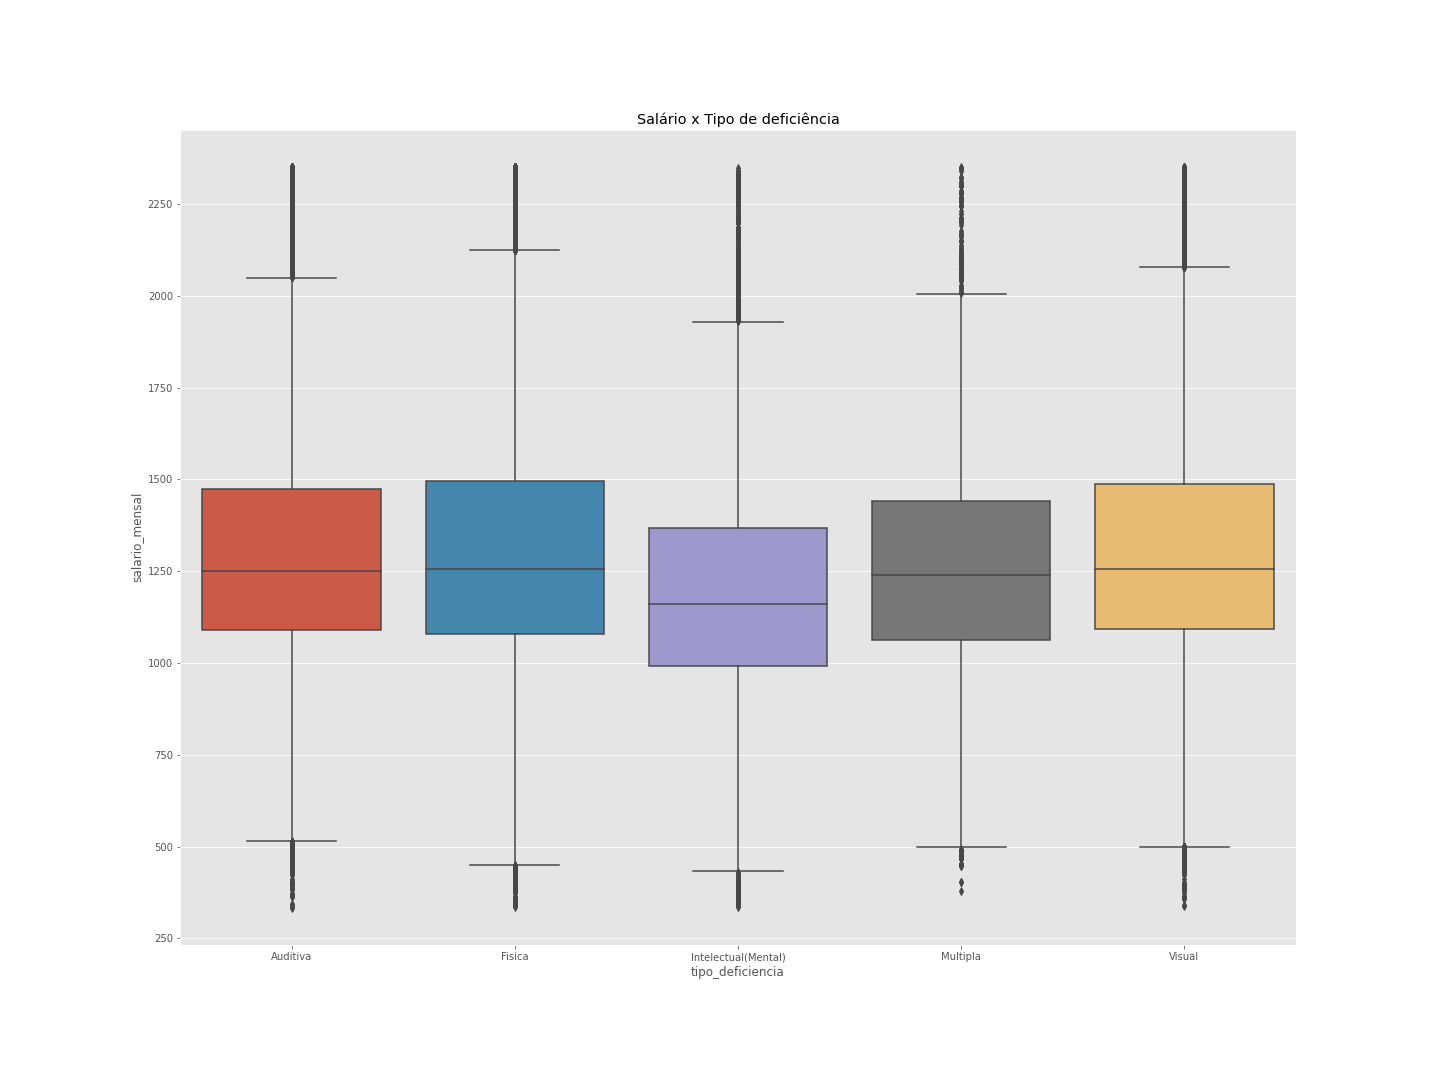 Salário x Tipo de deficiência
salario_mensal
2250
2000
1750
1500
1250
1000
750
500
250
Auditiva Fisica Intelectual(Mental) Multipla Visual
tipo_deficiencia